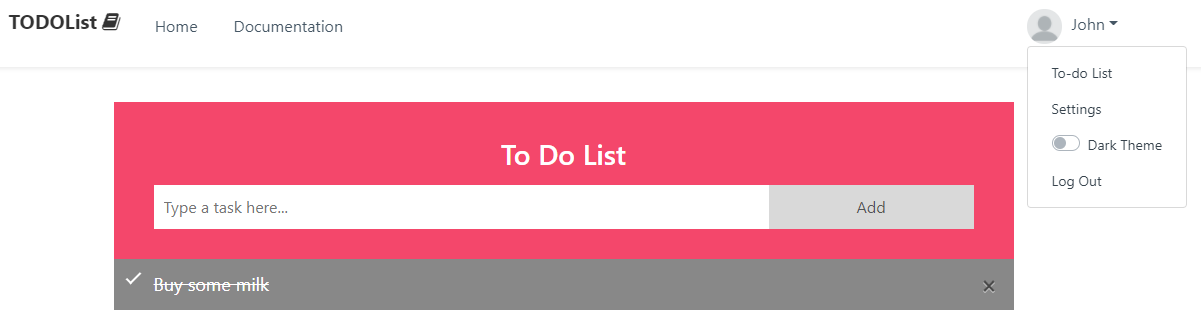 TODOList Home Documentation John
To-do List
Settings
Dark Theme
Log Out
To Do List
Type a task here... Add
Buy some milk